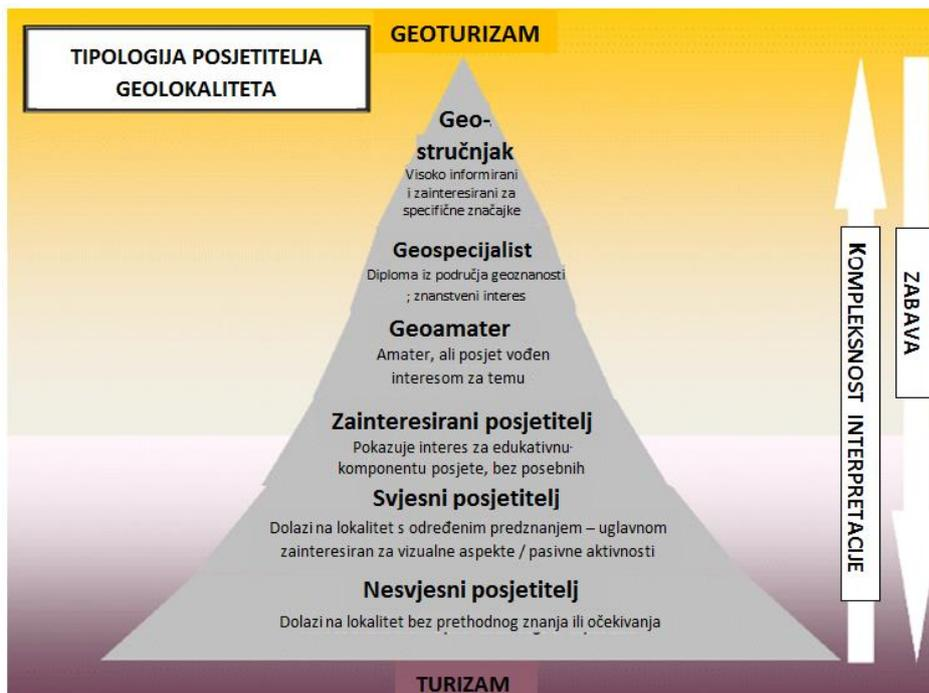 GEOTURIZAM
TIPOLOGIJA POSJETITELJA
GEOLOKALITETA
Geo-
stručnjak
Visoko informirani
i zainteresirani za
specifične značajke
Geospecijalist
Diploma iz područja geoznanosti
; znanstveni interes
Geoamater
Amater, ali posjet vođen
interesom za temu
Zainteresirani posjetitelj
Pokazuje interes za edukativnu
komponentu posjete, bez posebnih
Svjesni posjetitelj
Dolazi na lokalitet s određenim predznanjem – uglavnom
zainteresiran za vizualne aspekte / pasivne aktivnosti
Nesvjesni posjetitelj
Dolazi na lokalitet bez prethodnog znanja ili očekivanja
TURIZAM
KOMPLEKSNOST INTERPRETACIJE
ZABAVA